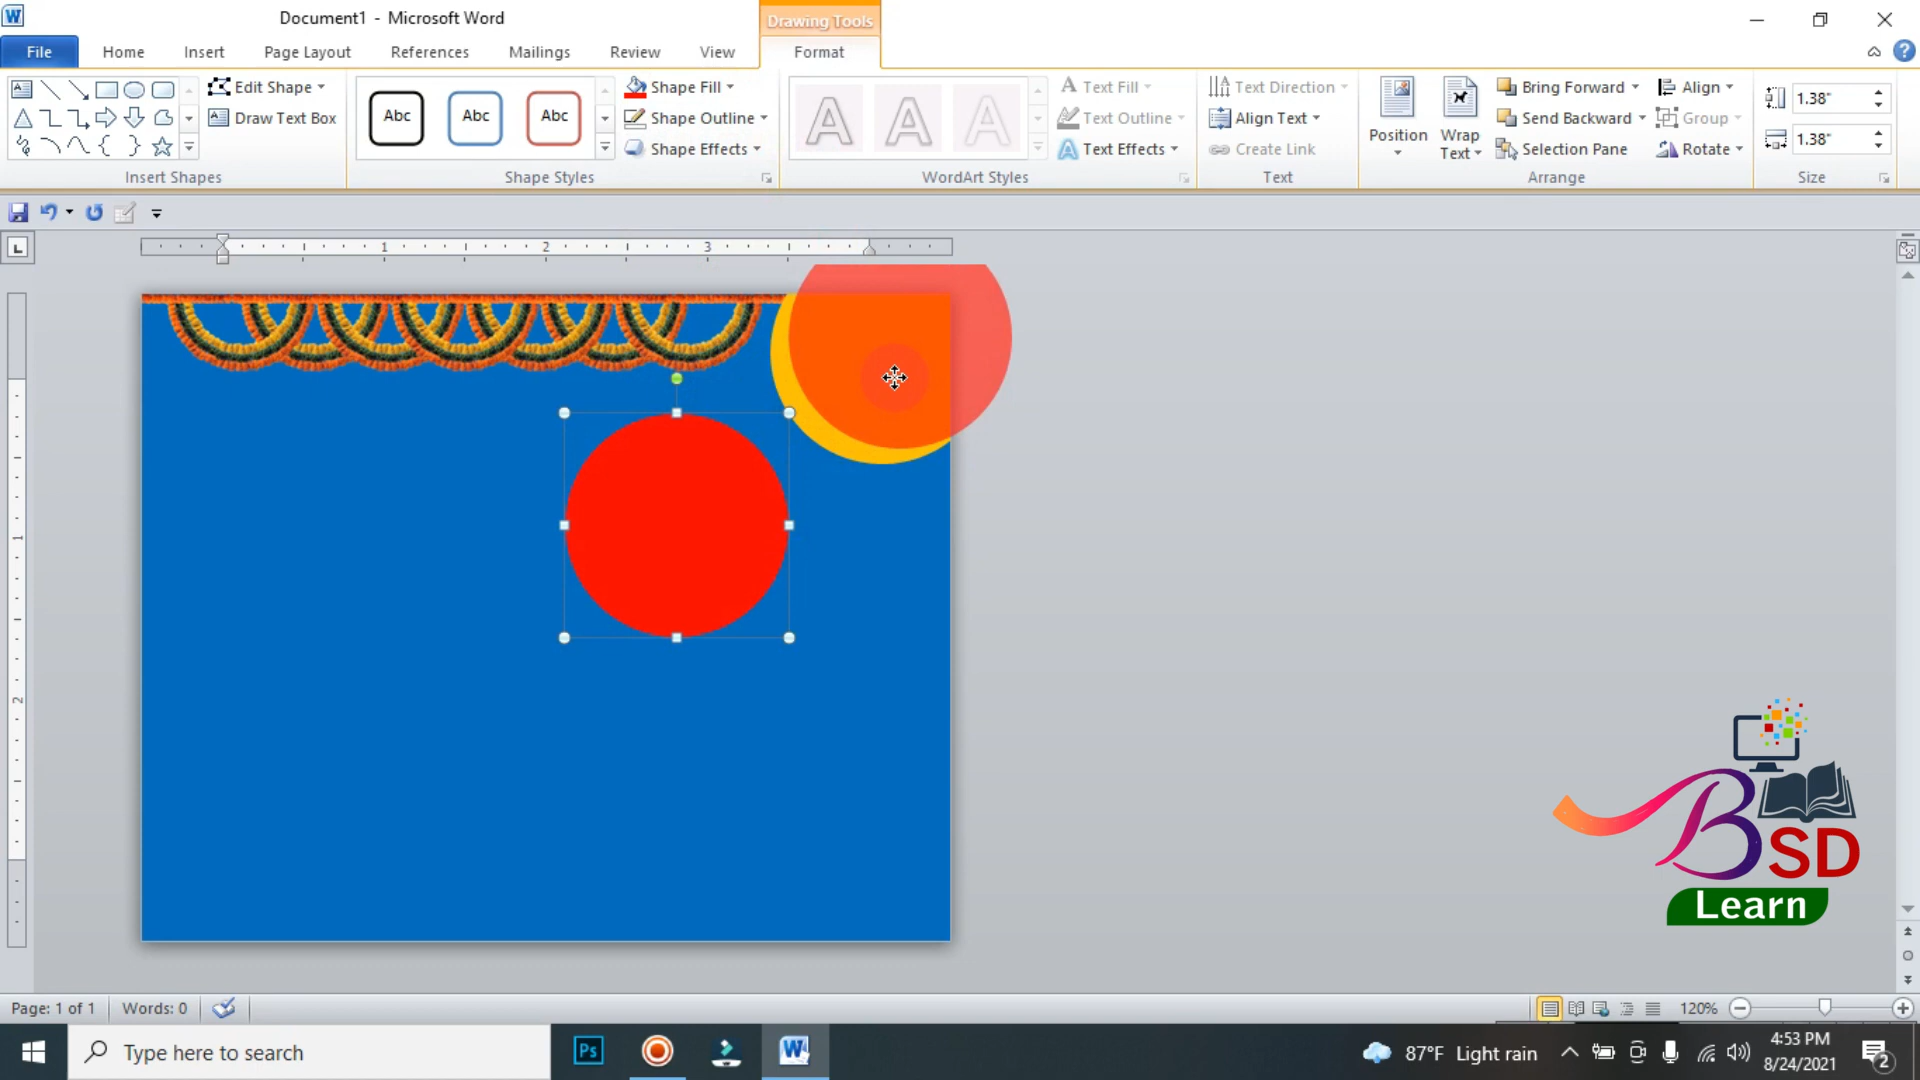 Document1 - Microsoft Word
Drawing Tools
File Home Insert Page Layout References Mailings Review View Format
Edit Shape
Draw Text Box
Insert Shapes
Abc Abc Abc
Shape Fill
Shape Outline
Shape Effects
Shape Styles
A A A
Text Fill
Text Outline
Text Effects
WordArt Styles
Text Direction
Align Text
Create Link
Text
Position
Wrap Text
Bring Forward
Send Backward
Selection Pane
Align
Group
Rotate
Arrange
1.38"
1.38"
Size
1 2 3
1
2
BSD
Learn
Page: 1 of 1 Words: 0
120%
Type here to search
Ps
87°F Light rain
4:53 PM
8/24/2021
2